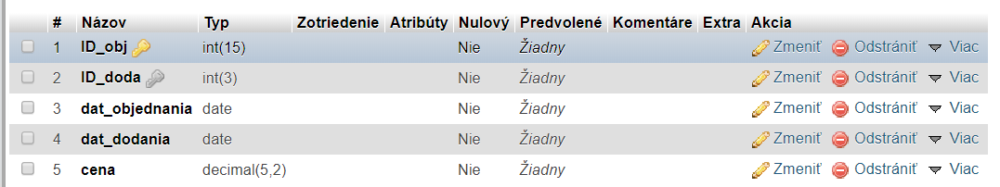 # Názov Typ Zotriedenie Atribúty Nulový Predvolené Komentáre Extra Akcia
1 ID_obj int(15) Nie Žiadny Zmeniť Odstrániť Viac
2 ID_doda int(3) Nie Žiadny Zmeniť Odstrániť Viac
3 dat_objednania date Nie Žiadny Zmeniť Odstrániť Viac
4 dat_dodania date Nie Žiadny Zmeniť Odstrániť Viac
5 cena decimal(5,2) Nie Žiadny Zmeniť Odstrániť Viac